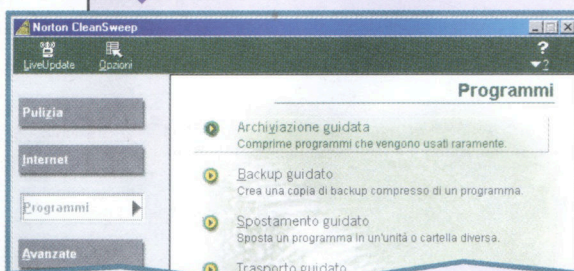 Norton CleanSweep
LiveUpdate Opzioni ?
Programmi
Pulizia
Internet
Programmi
Avanzate
Archiviazione guidata
Comprime programmi che vengono usati raramente.
Backup guidato
Crea una copia di backup compresso di un programma.
Spostamento guidato
Sposta un programma in un'unità o cartella diversa.
Trasporto guidato